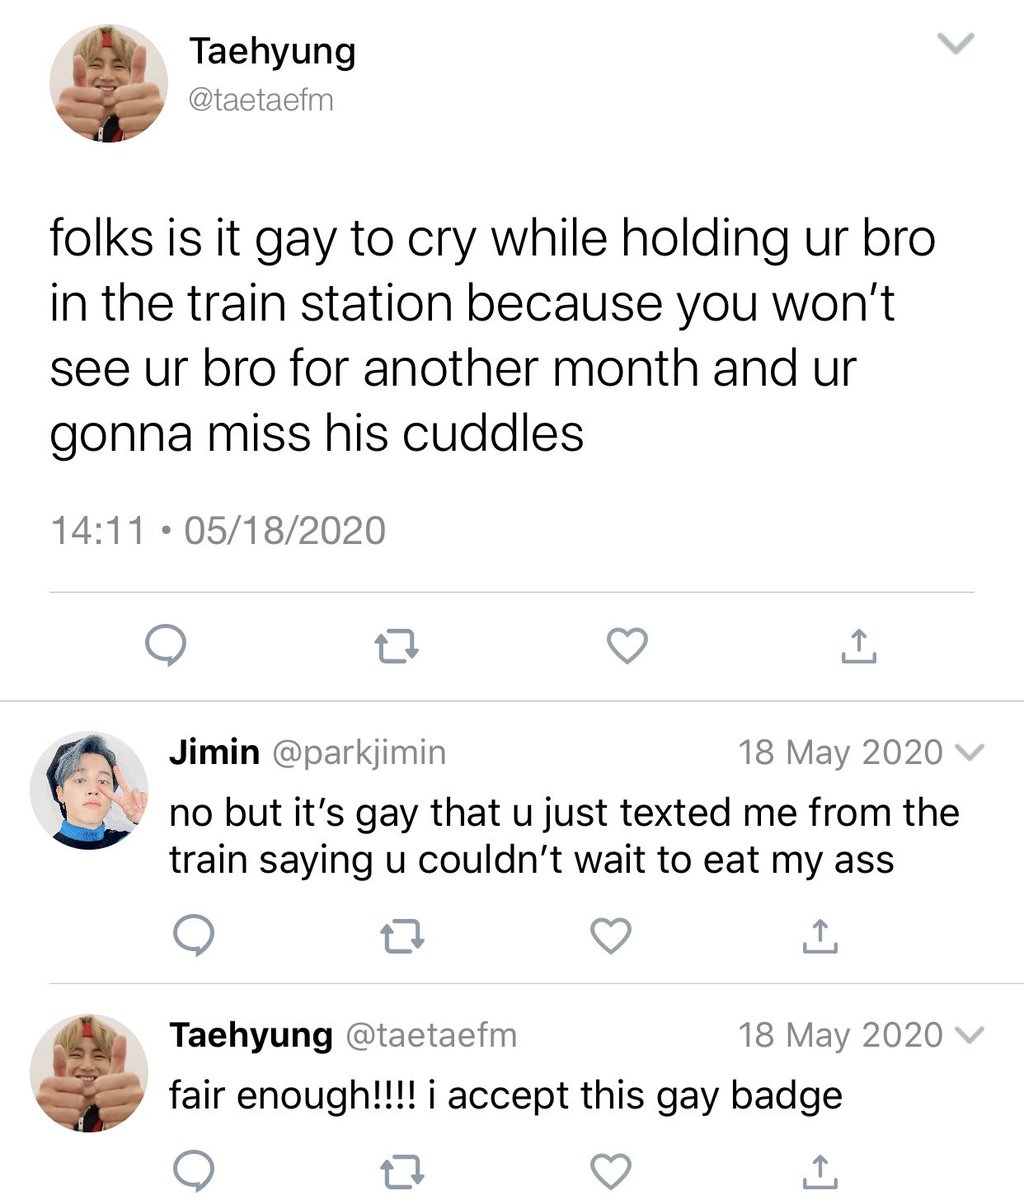 Taehyung
@taetaefm
folks is it gay to cry while holding ur bro
in the train station because you won’t
see ur bro for another month and ur
gonna miss his cuddles
14:11 • 05/18/2020
Jimin @parkjimin 18 May 2020
no but it’s gay that u just texted me from the
train saying u couldn’t wait to eat my ass
Taehyung @taetaefm 18 May 2020
fair enough!!!! i accept this gay badge